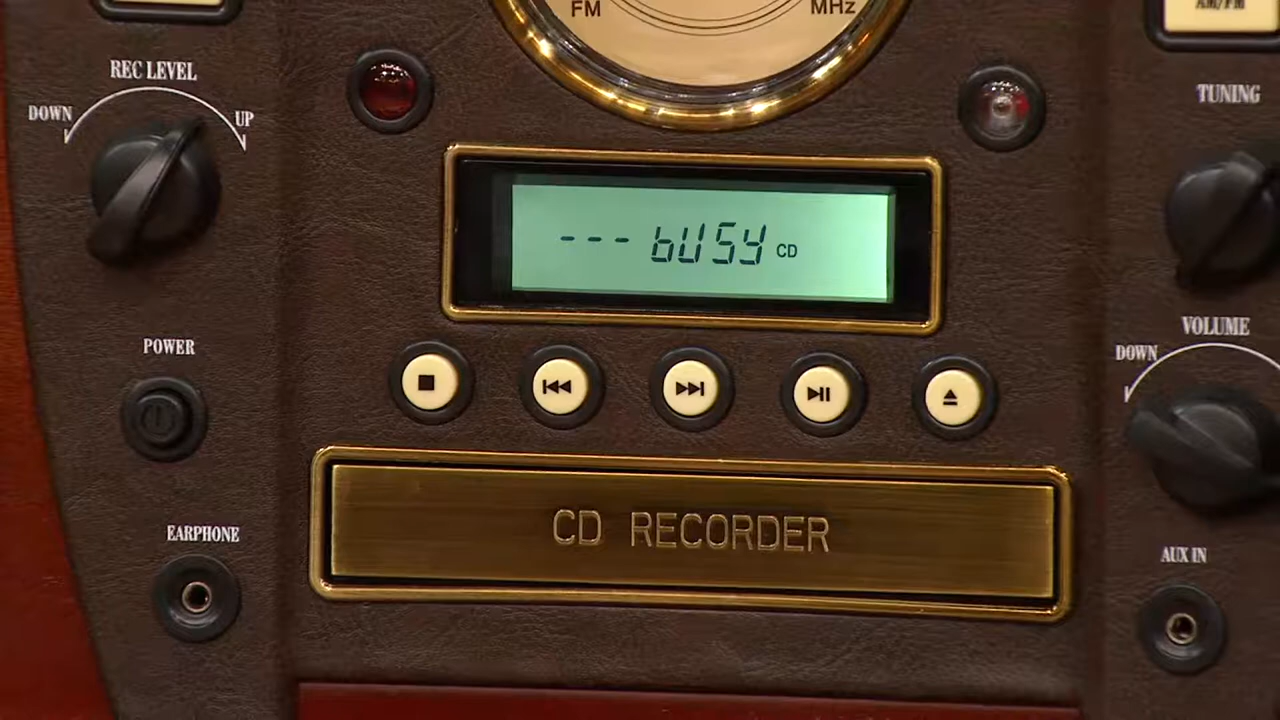 FM MHz
AM/FM
REC LEVEL
DOWN UP
TUNING
--- bUSY CD
POWER
VOLUME
DOWN
CD RECORDER
EARPHONE
AUX IN